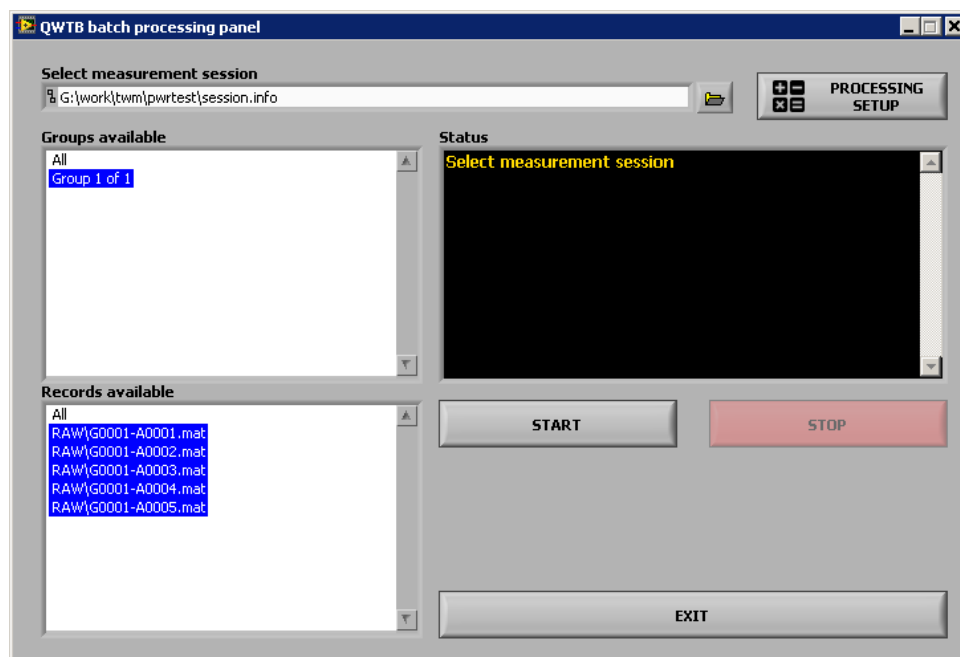 QWTB batch processing panel
Select measurement session
G:\work\twm\pwrtest\session.info
PROCESSING
SETUP
Groups available
All
Group 1 of 1
Status
Select measurement session
Records available
All
RAW\G0001-A0001.mat
RAW\G0001-A0002.mat
RAW\G0001-A0003.mat
RAW\G0001-A0004.mat
RAW\G0001-A0005.mat
START
STOP
EXIT